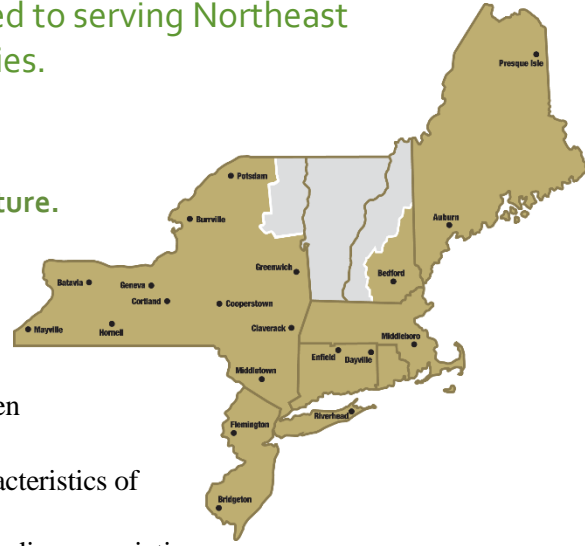 ed to serving Northeast
ies.
ture.
en
acteristics of
Presque Isle
Potsdam
Burrville
Auburn
Greenwich
Bedford
Batavia
Geneva
Cortland
Cooperstown
Mayville
Hornell
Claverack
Middleboro
Enfield
Dayville
Middletown
Riverhead
Flemington
Bridgeton